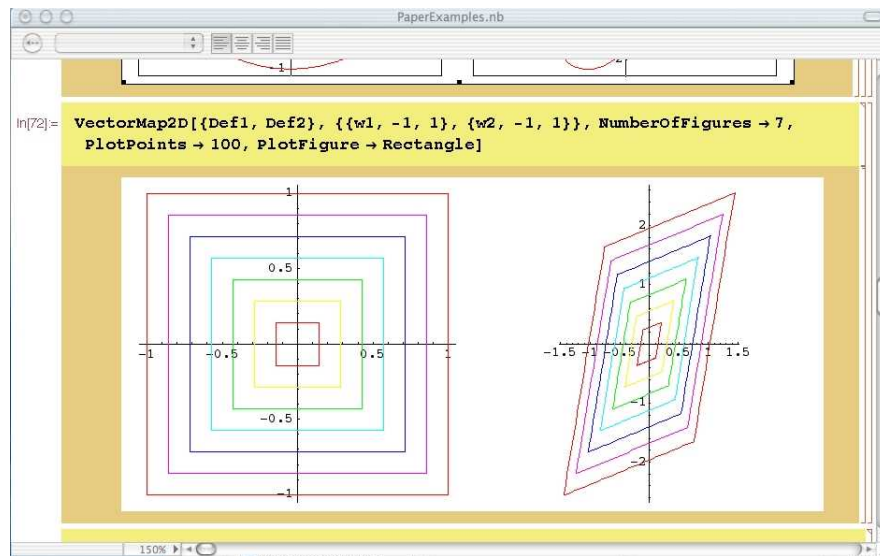 PaperExamples.nb
-1
2
In[72]:=
VectorMap2D[{Def1, Def2}, {{w1, -1, 1}, {w2, -1, 1}}, NumberOfFigures → 7,
PlotPoints → 100, PlotFigure → Rectangle]
1
0.5
-1 -0.5 0.5 1
-0.5
-1
2
1
-1.5 -1 -0.5 0.5 1 1.5
-1
-2
150%